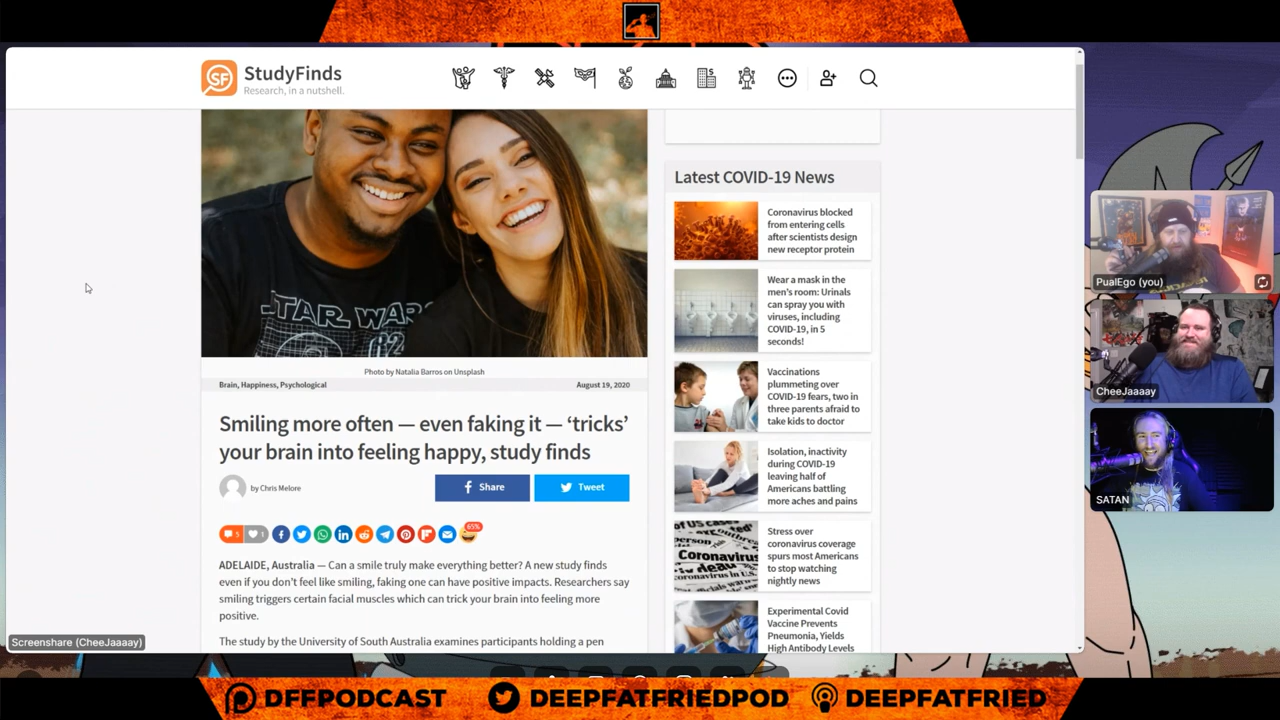 StudyFinds
Research, in a nutshell.
STAR WARS
Photo by Natalia Barros on Unsplash
Brain, Happiness, Psychological
August 19, 2020
Smiling more often — even faking it — ‘tricks’
your brain into feeling happy, study finds
by Chris Melore
Share
Tweet
65%
ADELAIDE, Australia — Can a smile truly make everything better? A new study finds
even if you don’t feel like smiling, faking one can have positive impacts. Researchers say
smiling triggers certain facial muscles which can trick your brain into feeling more
positive.
The study by the University of South Australia examines participants holding a pen
Latest COVID-19 News
Coronavirus blocked
from entering cells
after scientists design
new receptor protein
Wear a mask in the
men’s room: Urinals
can spray you with
viruses, including
COVID-19, in 5
seconds!
Vaccinations
plummeting over
COVID-19 fears, two in
three parents afraid to
take kids to doctor
Isolation, inactivity
during COVID-19
leaving half of
Americans battling
more aches and pains
Coronavirus
Stress over
coronavirus coverage
spurs most Americans
to stop watching
nightly news
Experimental Covid
Vaccine Prevents
Pneumonia, Yields
High Antibody Levels
PualEgo (you)
CheeJaaaay
SATAN
Screenshare (CheeJaaaay)
DFFPODCAST
DEEPFATFRIEDPOD
DEEPFATFRIED